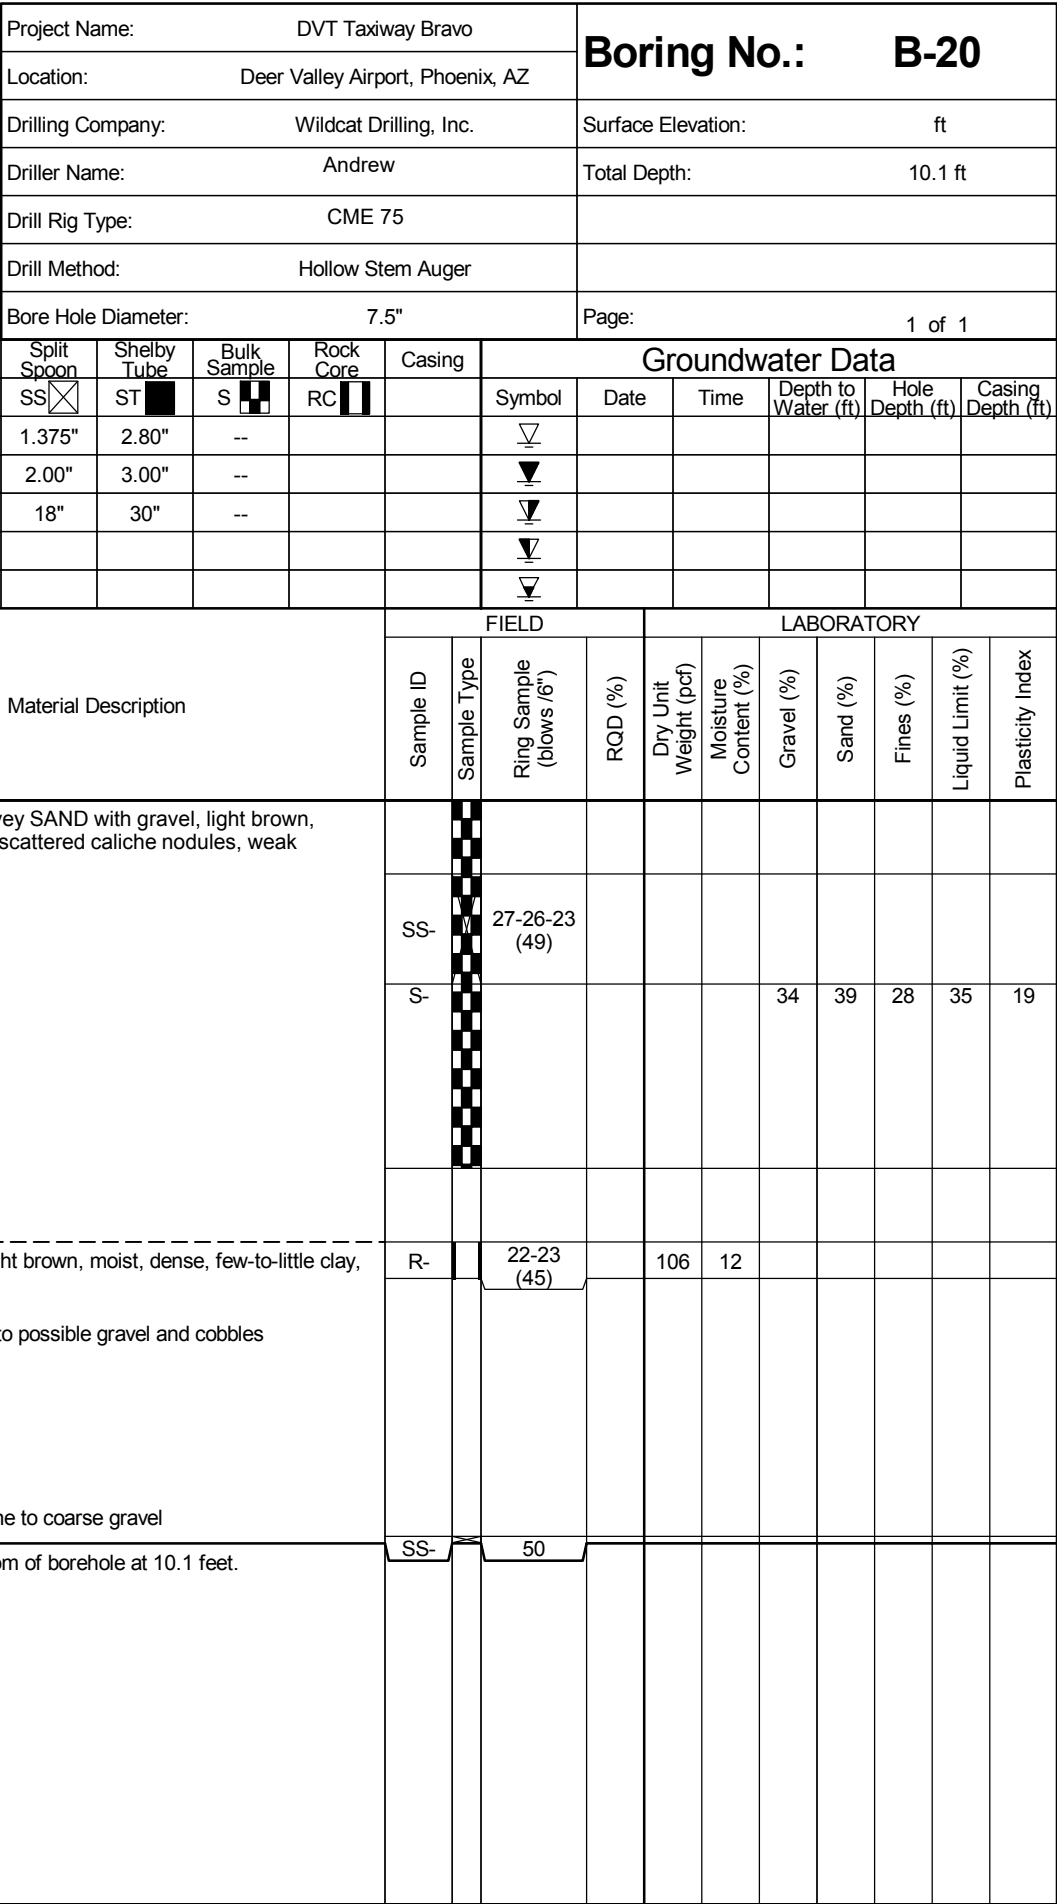 Project Name: DVT Taxiway Bravo
Boring No.: B-20
Location: Deer Valley Airport, Phoenix, AZ
Drilling Company: Wildcat Drilling, Inc.
Surface Elevation: ft
Driller Name: Andrew
Total Depth: 10.1 ft
Drill Rig Type: CME 75
Drill Method: Hollow Stem Auger
Bore Hole Diameter: 7.5"
Page: 1 of 1
Split Spoon
Shelby Tube
Bulk Sample
Rock Core
Casing
Groundwater Data
SS ST S RC
Symbol Date Time Depth to Water (ft) Hole Depth (ft) Casing Depth (ft)
1.375" 2.80" --
2.00" 3.00" --
18" 30" --
FIELD LABORATORY
Material Description
Sample ID
Sample Type
Ring Sample (blows /6")
RQD (%)
Dry Unit Weight (pcf)
Moisture Content (%)
Gravel (%)
Sand (%)
Fines (%)
Liquid Limit (%)
Plasticity Index
vey SAND with gravel, light brown,
scattered caliche nodules, weak
SS- 27-26-23
(49)
S- 34 39 28 35 19
ht brown, moist, dense, few-to-little clay,
R- 22-23 106 12
(45)
to possible gravel and cobbles
ne to coarse gravel
SS- 50
om of borehole at 10.1 feet.